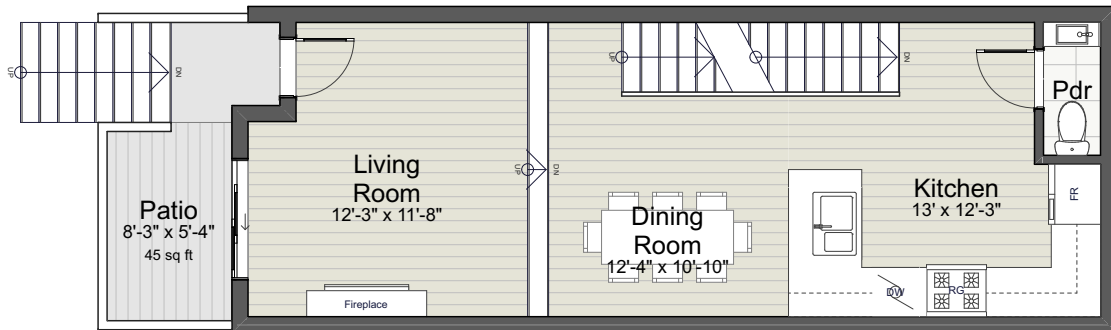 UP
DN
Patio
8'-3" x 5'-4"
45 sq ft
Living
Room
12'-3" x 11'-8"
Fireplace
UP
DN
UP
DN
Dining
Room
12'-4" x 10'-10"
Kitchen
13' x 12'-3"
Pdr
FR
DW
RG